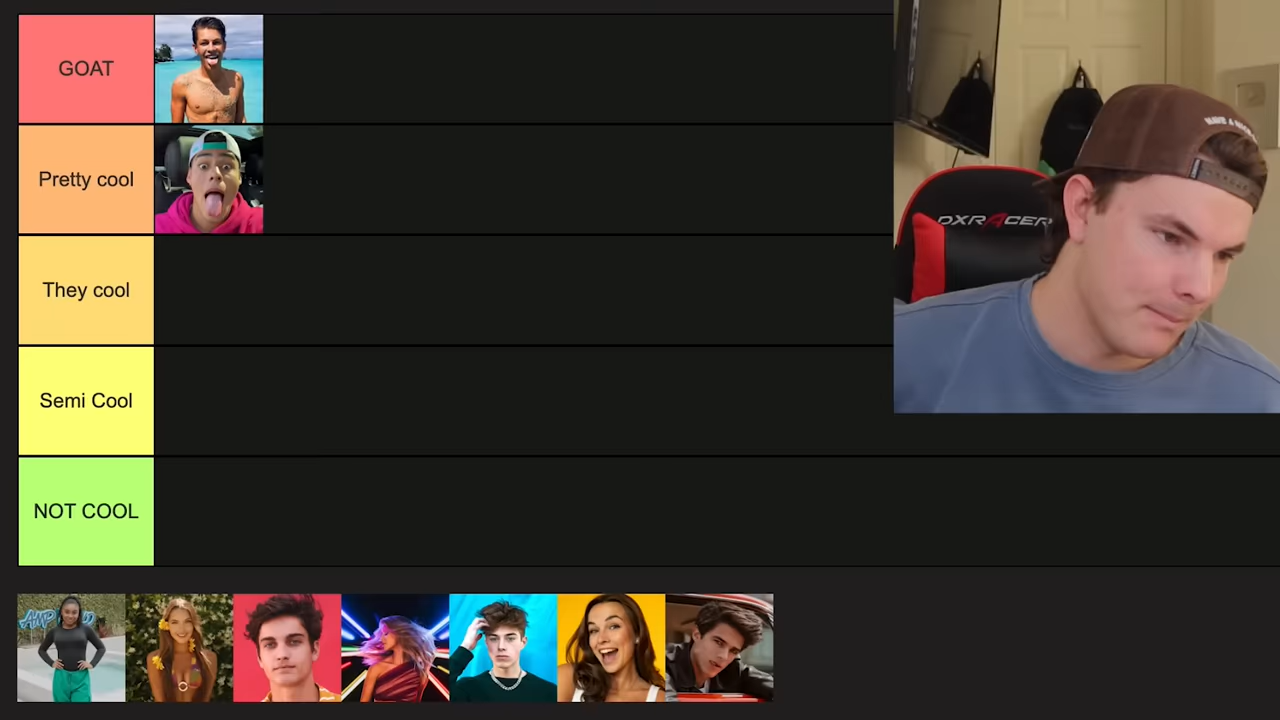 GOAT
Pretty cool
They cool
Semi Cool
NOT COOL
DXRACER